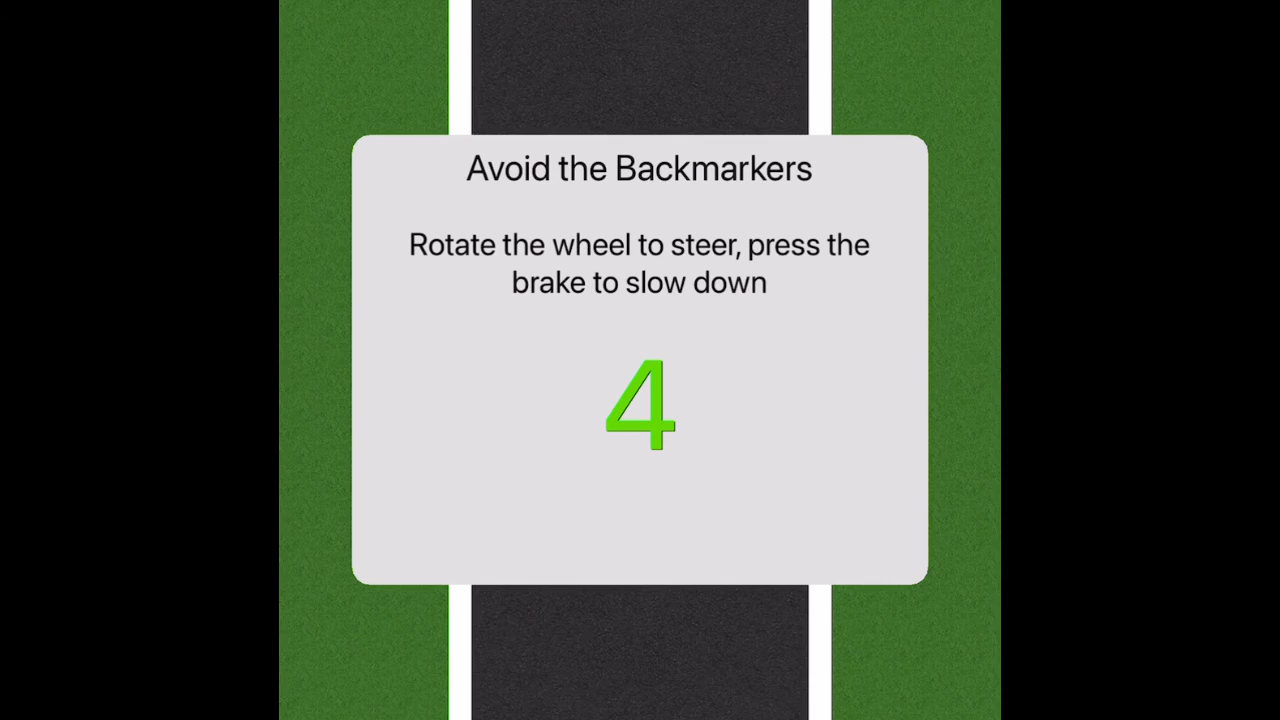 Avoid the Backmarkers
Rotate the wheel to steer, press the
brake to slow down
4